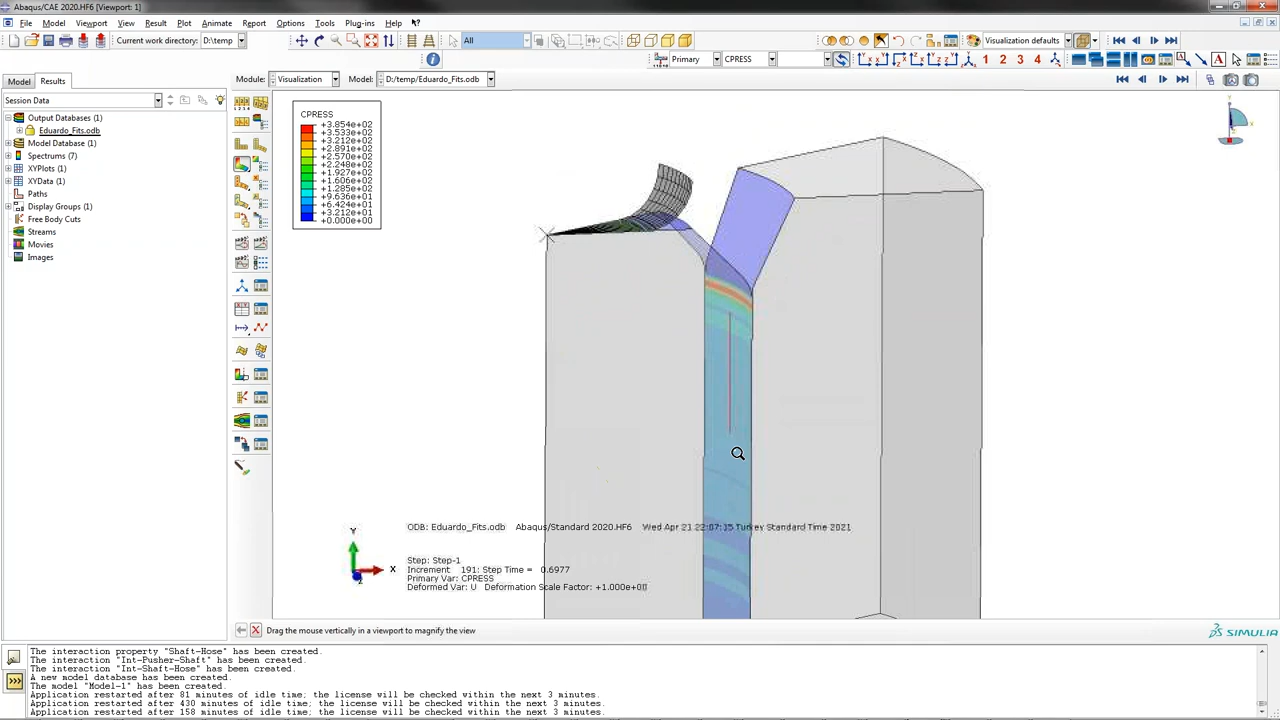 Abaqus/CAE 2020.HF6 [Viewport: 1]
File Model Viewport View Result Plot Animate Report Options Tools Plug-ins Help
Current work directory: D:\temp
All
Visualization defaults
Primary CPRESS
1 2 3 4
Model Results
Module: Visualization Model: D:/temp/Eduardo_Fits.odb
Session Data
Output Databases (1)
Eduardo_Fits.odb
Model Database (1)
Spectrums (7)
XYPlots (1)
XYData (1)
Paths
Display Groups (1)
Free Body Cuts
Streams
Movies
Images
CPRESS
+3.854e+02
+3.533e+02
+3.212e+02
+2.891e+02
+2.570e+02
+2.248e+02
+1.927e+02
+1.606e+02
+1.285e+02
+9.636e+01
+6.424e+01
+3.212e+01
+0.000e+00
Y
X
ODB: Eduardo_Fits.odb Abaqus/Standard 2020.HF6 Wed Apr 21 22:07:15 Turkey Standard Time 2021
Step: Step-1
Increment 191: Step Time = 0.6977
Primary Var: CPRESS
Deformed Var: U Deformation Scale Factor: +1.000e+00
Drag the mouse vertically in a viewport to magnify the view
SIMULIA
The interaction property "Shaft-Hose" has been created.
The interaction "Int-Pusher-Shaft" has been created.
The interaction "Int-Shaft-Hose" has been created.
A new model database has been created.
The model "Model-1" has been created.
Application restarted after 81 minutes of idle time; the license will be checked within the next 3 minutes.
Application restarted after 430 minutes of idle time; the license will be checked within the next 3 minutes.
Application restarted after 158 minutes of idle time; the license will be checked within the next 3 minutes.